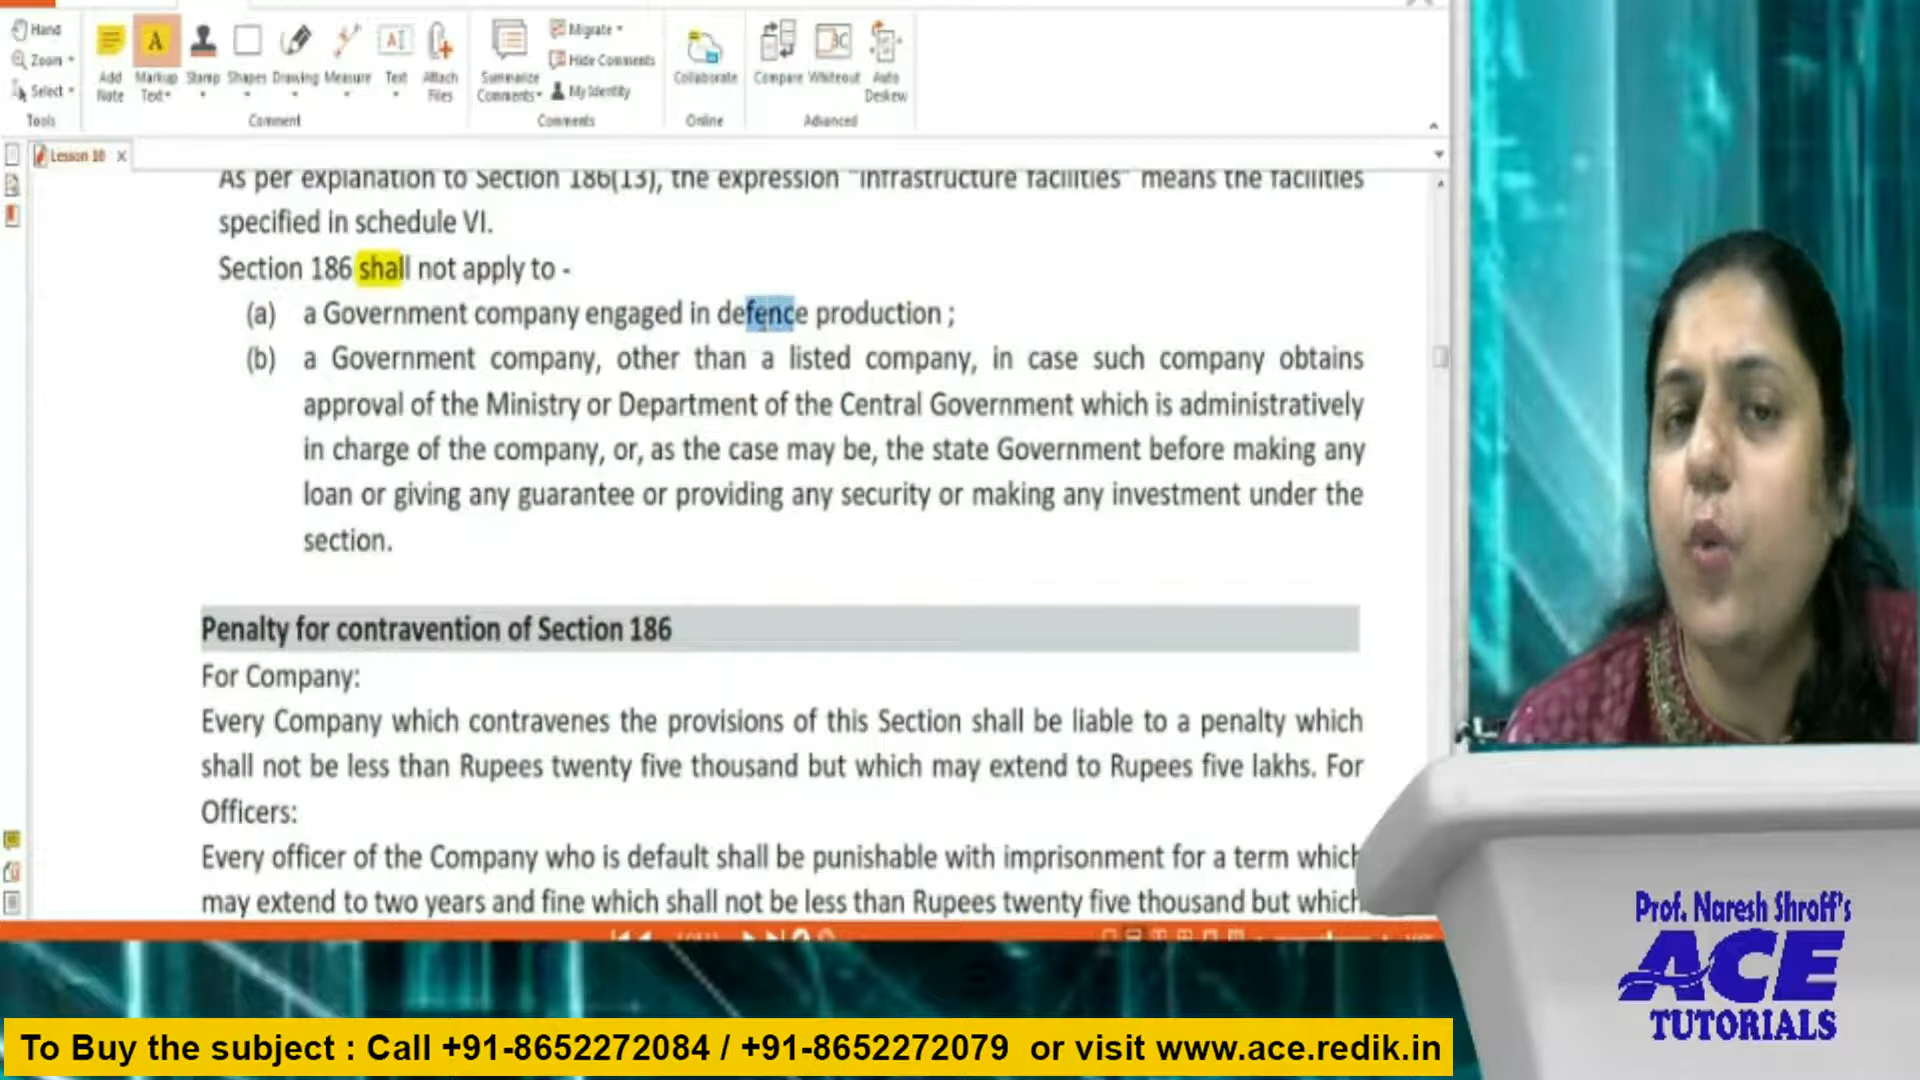 Hand
Zoom
Select
Tools
Add Note
Markup Text
Stamp
Shapes
Drawing
Measure
Text
Attach Files
Comment
Summarize Comments
Migrate
Hide Comments
My Identity
Comments
Collaborate
Online
Compare
Whiteout
Auto Deskew
Advanced
Lesson 10
As per explanation to Section 186(13), the expression "infrastructure facilities" means the facilities
specified in schedule VI.
Section 186 shall not apply to -
(a) a Government company engaged in defence production ;
(b) a Government company, other than a listed company, in case such company obtains
approval of the Ministry or Department of the Central Government which is administratively
in charge of the company, or, as the case may be, the state Government before making any
loan or giving any guarantee or providing any security or making any investment under the
section.
Penalty for contravention of Section 186
For Company:
Every Company which contravenes the provisions of this Section shall be liable to a penalty which
shall not be less than Rupees twenty five thousand but which may extend to Rupees five lakhs. For
Officers:
Every officer of the Company who is default shall be punishable with imprisonment for a term which
may extend to two years and fine which shall not be less than Rupees twenty five thousand but which
Prof. Naresh Shroff's
ACE
TUTORIALS
To Buy the subject : Call +91-8652272084 / +91-8652272079 or visit www.ace.redik.in